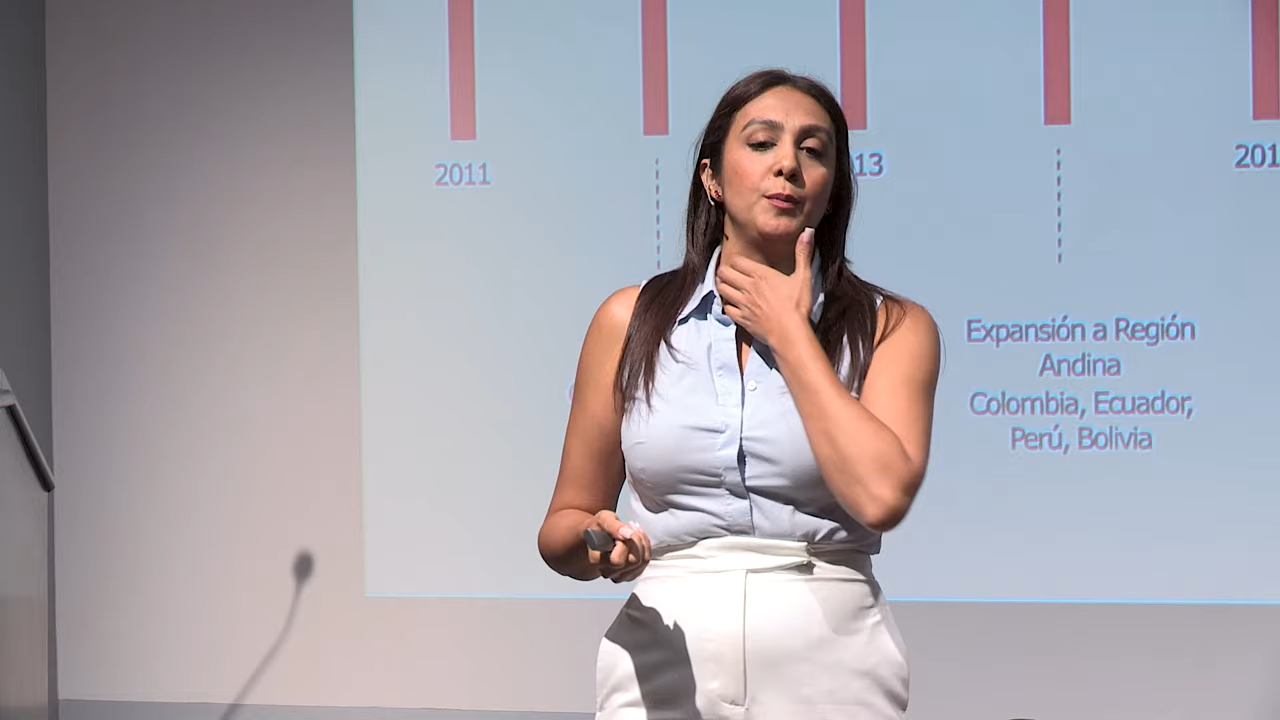 2011
13
201
Expansión a Región
Andina
Colombia, Ecuador,
Perú, Bolivia